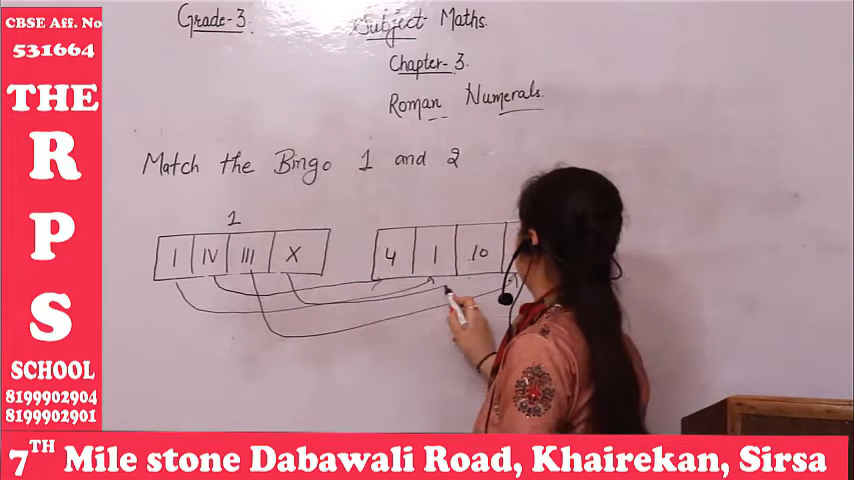 CBSE Aff. No
531664
THE
R
P
S
SCHOOL
8199902904
8199902901
Grade-3.
Subject Maths.
Chapter-3.
Roman Numerals.
Match the Bingo 1 and 2
1
I IV III X
4 1 10
7TH Mile stone Dabawali Road, Khairekan, Sirsa